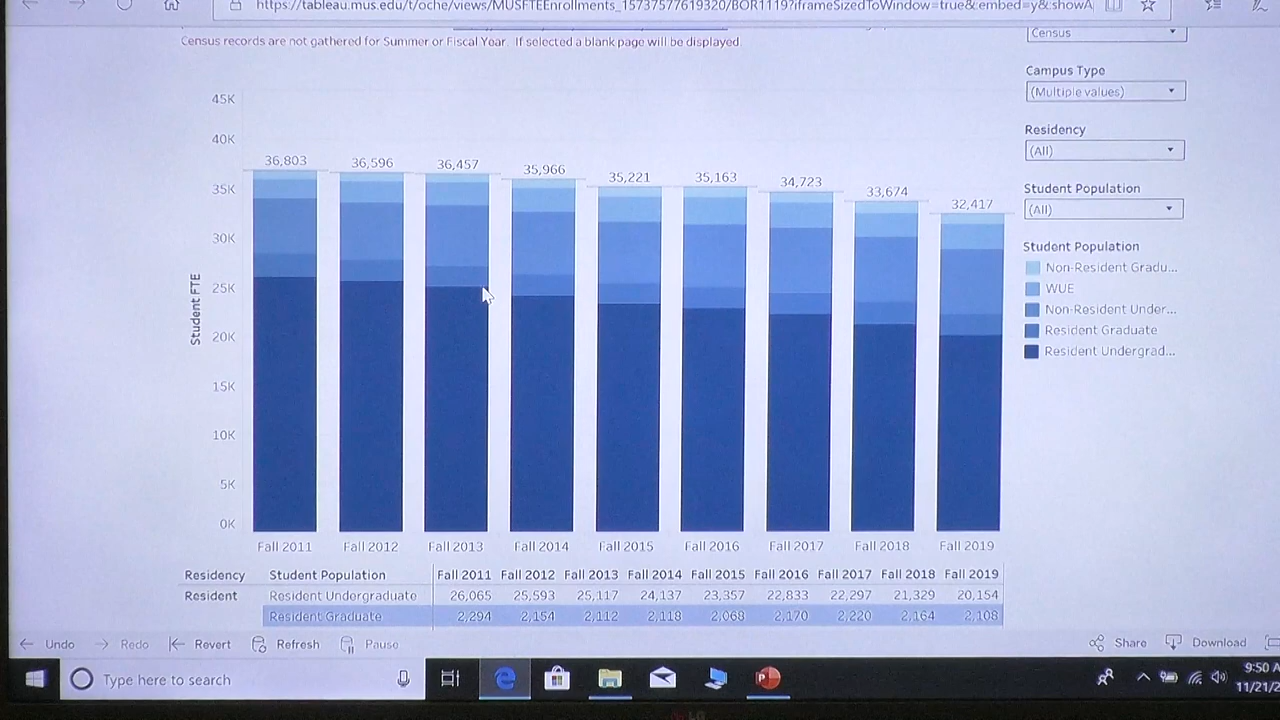 https://tableau.mus.edu/t/oche/views/MUSFTEEnrollments_15737577619320/BOR1119?iframeSizedToWindow=true&embed=y&:showA
Census records are not gathered for Summer or Fiscal Year. If selected a blank page will be displayed.
Census
Campus Type
(Multiple values)
Residency
(All)
Student Population
(All)
Student Population
Non-Resident Gradu...
WUE
Non-Resident Under...
Resident Graduate
Resident Undergrad...
Student FTE
45K
40K
35K
30K
25K
20K
15K
10K
5K
0K
36,803 36,596 36,457 35,966 35,221 35,163 34,723 33,674 32,417
Fall 2011 Fall 2012 Fall 2013 Fall 2014 Fall 2015 Fall 2016 Fall 2017 Fall 2018 Fall 2019
Residency Student Population Fall 2011 Fall 2012 Fall 2013 Fall 2014 Fall 2015 Fall 2016 Fall 2017 Fall 2018 Fall 2019
Resident Resident Undergraduate 26,065 25,593 25,117 24,137 23,357 22,833 22,297 21,329 20,154
Resident Graduate 2,294 2,154 2,112 2,118 2,068 2,170 2,220 2,164 2,108
Undo Redo Revert Refresh Pause Share Download
Type here to search
9:50 A
11/21/2
LG